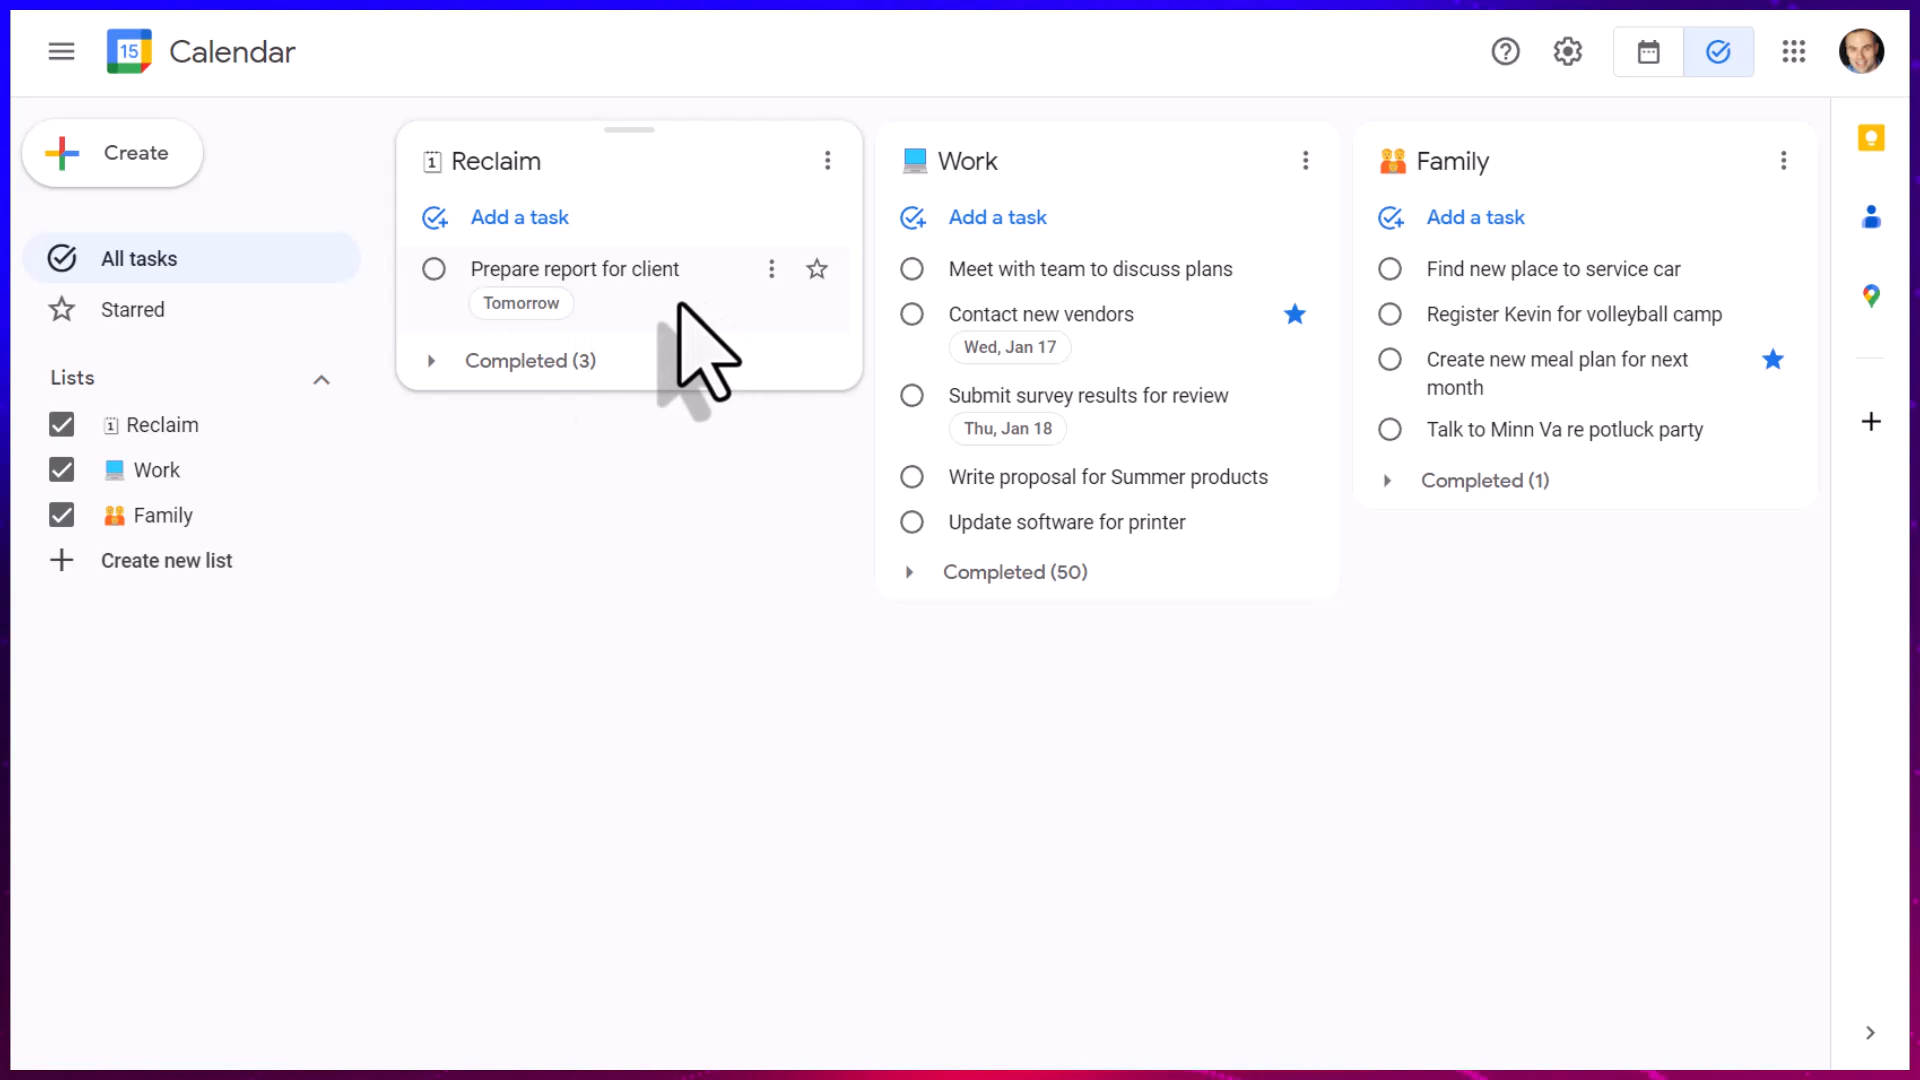 15 Calendar
Create
All tasks
Starred
Lists
Reclaim
Work
Family
Create new list
1 Reclaim
Add a task
Prepare report for client
Tomorrow
Completed (3)
Work
Add a task
Meet with team to discuss plans
Contact new vendors
Wed, Jan 17
Submit survey results for review
Thu, Jan 18
Write proposal for Summer products
Update software for printer
Completed (50)
Family
Add a task
Find new place to service car
Register Kevin for volleyball camp
Create new meal plan for next
month
Talk to Minn Va re potluck party
Completed (1)